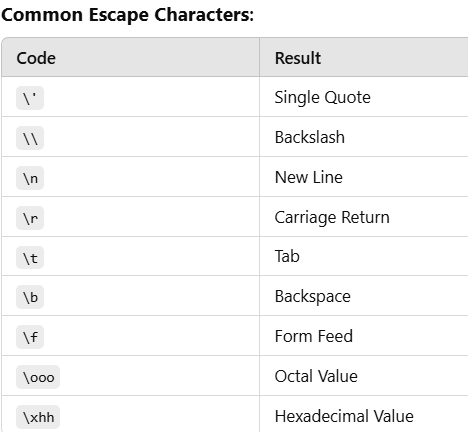 Common Escape Characters:
Code Result
\' Single Quote
\\ Backslash
\n New Line
\r Carriage Return
\t Tab
\b Backspace
\f Form Feed
\ooo Octal Value
\xhh Hexadecimal Value